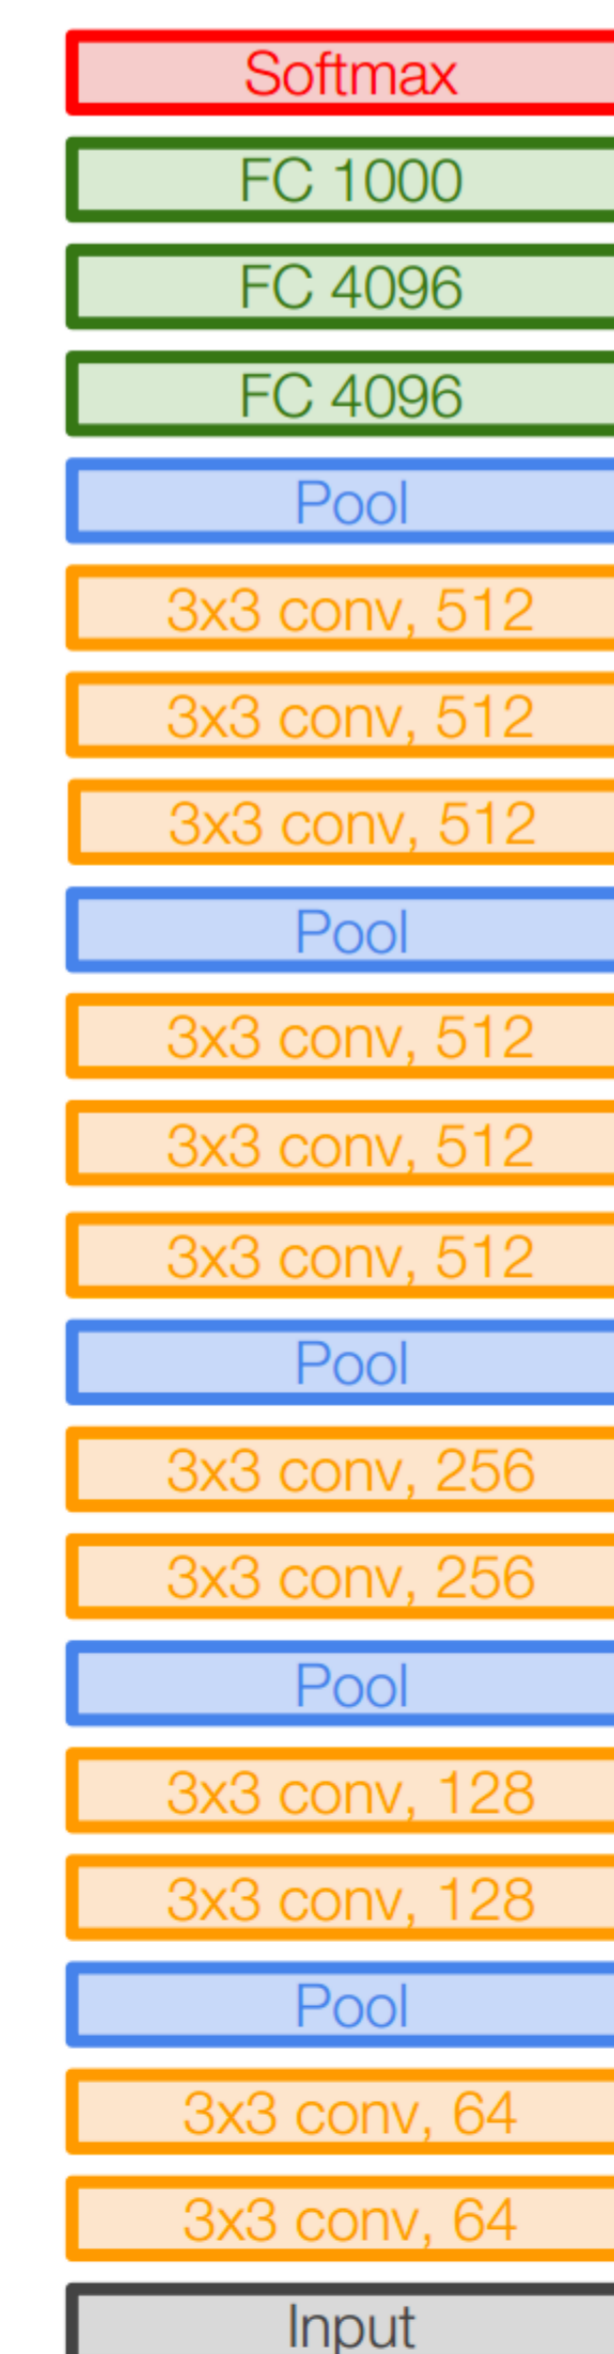 Softmax
FC 1000
FC 4096
FC 4096
Pool
3x3 conv, 512
3x3 conv, 512
3x3 conv, 512
Pool
3x3 conv, 512
3x3 conv, 512
3x3 conv, 512
Pool
3x3 conv, 256
3x3 conv, 256
Pool
3x3 conv, 128
3x3 conv, 128
Pool
3x3 conv, 64
3x3 conv, 64
Input